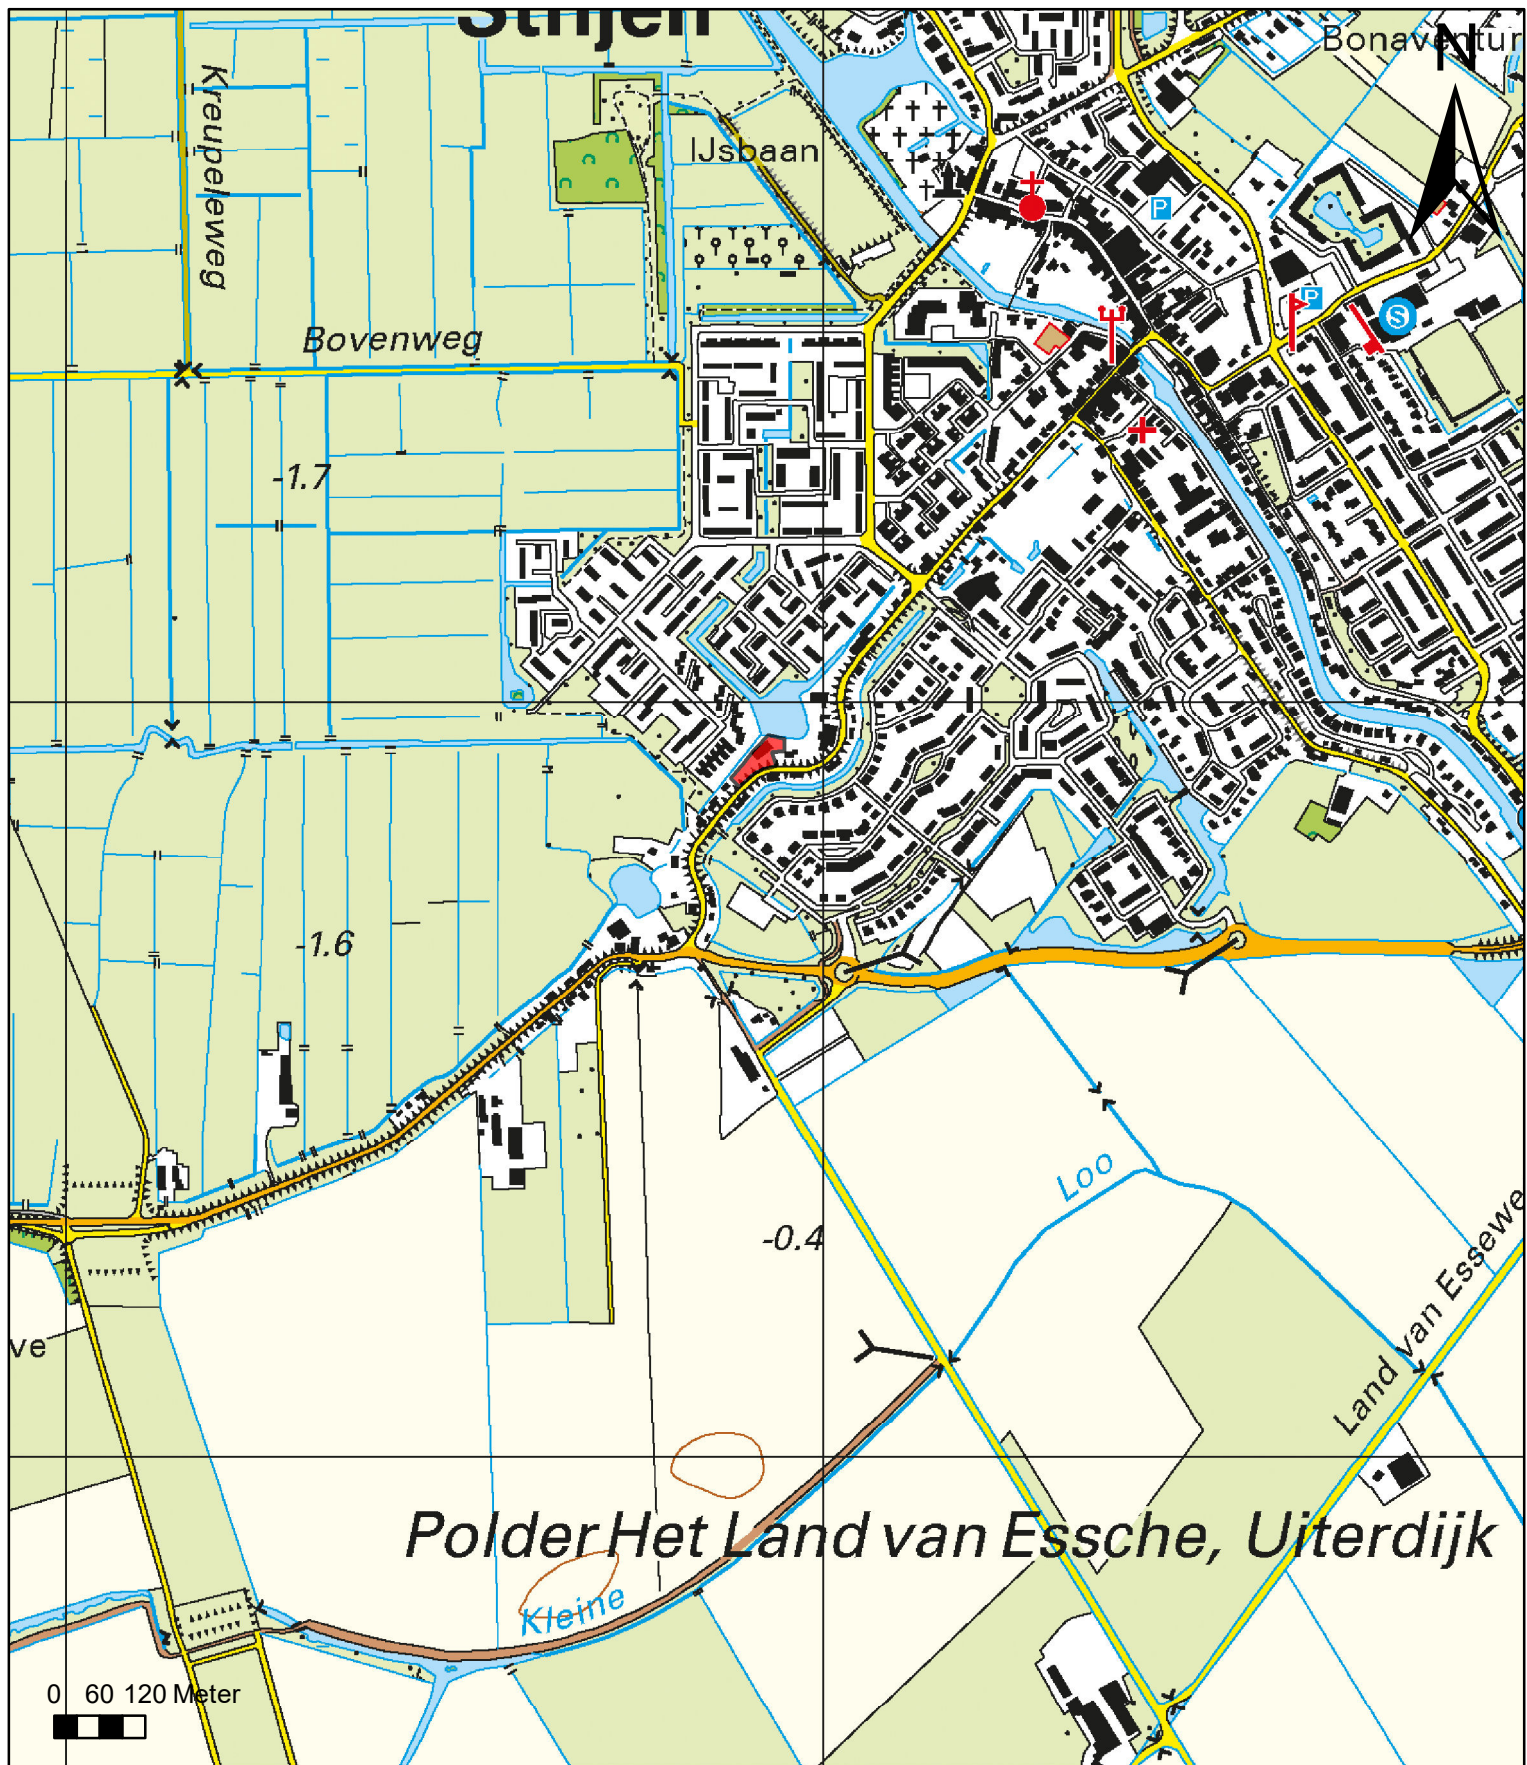 Strijen
Bonaventur
N
Kreupeleweg
IJsbaan
P
P
S
Bovenweg
-1.7
-1.6
Loo
-0.4
Land van Essewe
ve
Polder Het Land van Essche, Uiterdijk
Kleine
0 60 120 Meter